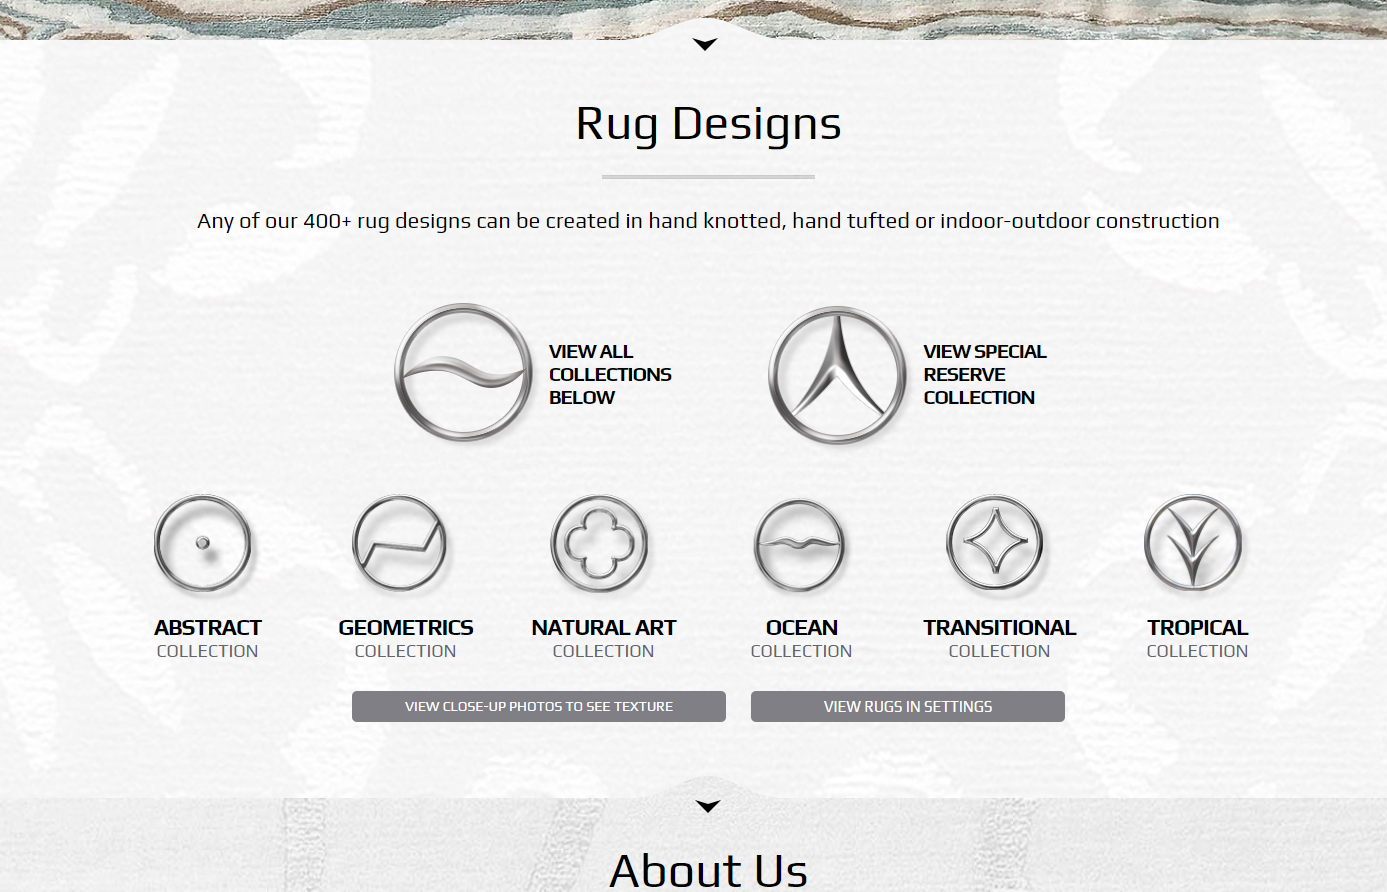 Rug Designs
Any of our 400+ rug designs can be created in hand knotted, hand tufted or indoor-outdoor construction
VIEW ALL
COLLECTIONS
BELOW
VIEW SPECIAL
RESERVE
COLLECTION
ABSTRACT
COLLECTION
GEOMETRICS
COLLECTION
NATURAL ART
COLLECTION
OCEAN
COLLECTION
TRANSITIONAL
COLLECTION
TROPICAL
COLLECTION
VIEW CLOSE-UP PHOTOS TO SEE TEXTURE
VIEW RUGS IN SETTINGS
About Us